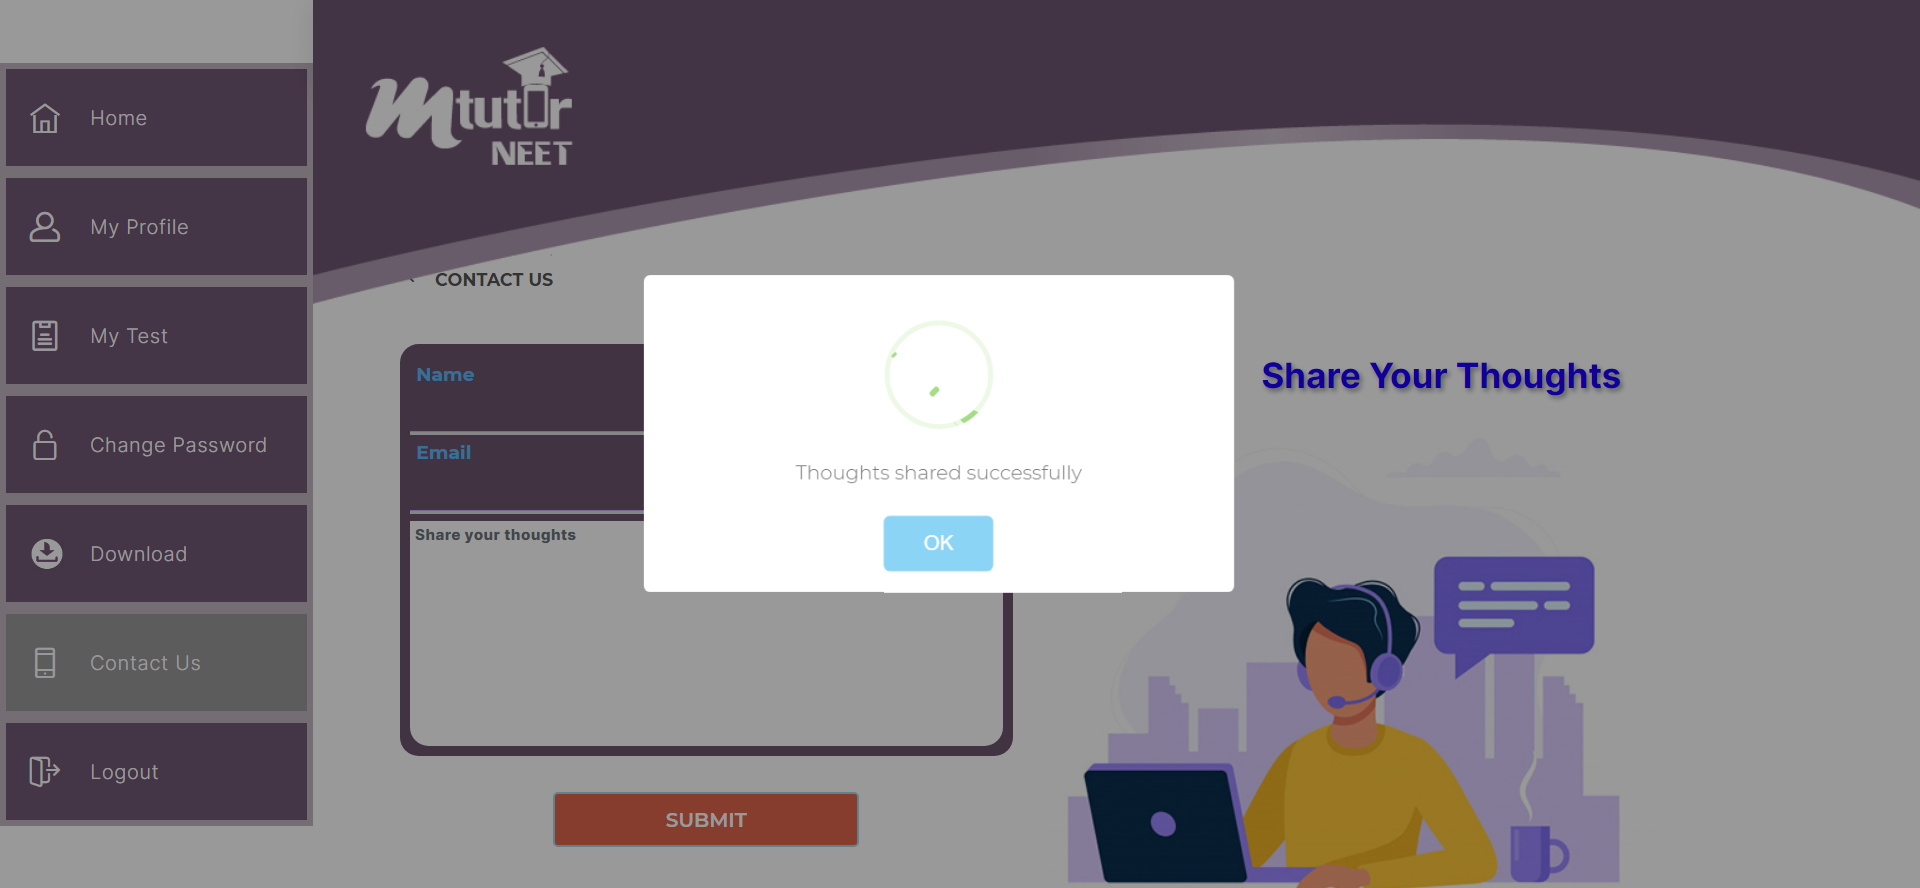 Mtutor
NEET
Home
My Profile
My Test
Change Password
Download
Contact Us
Logout
CONTACT US
Name
Email
Share your thoughts
SUBMIT
Thoughts shared successfully
OK
Share Your Thoughts